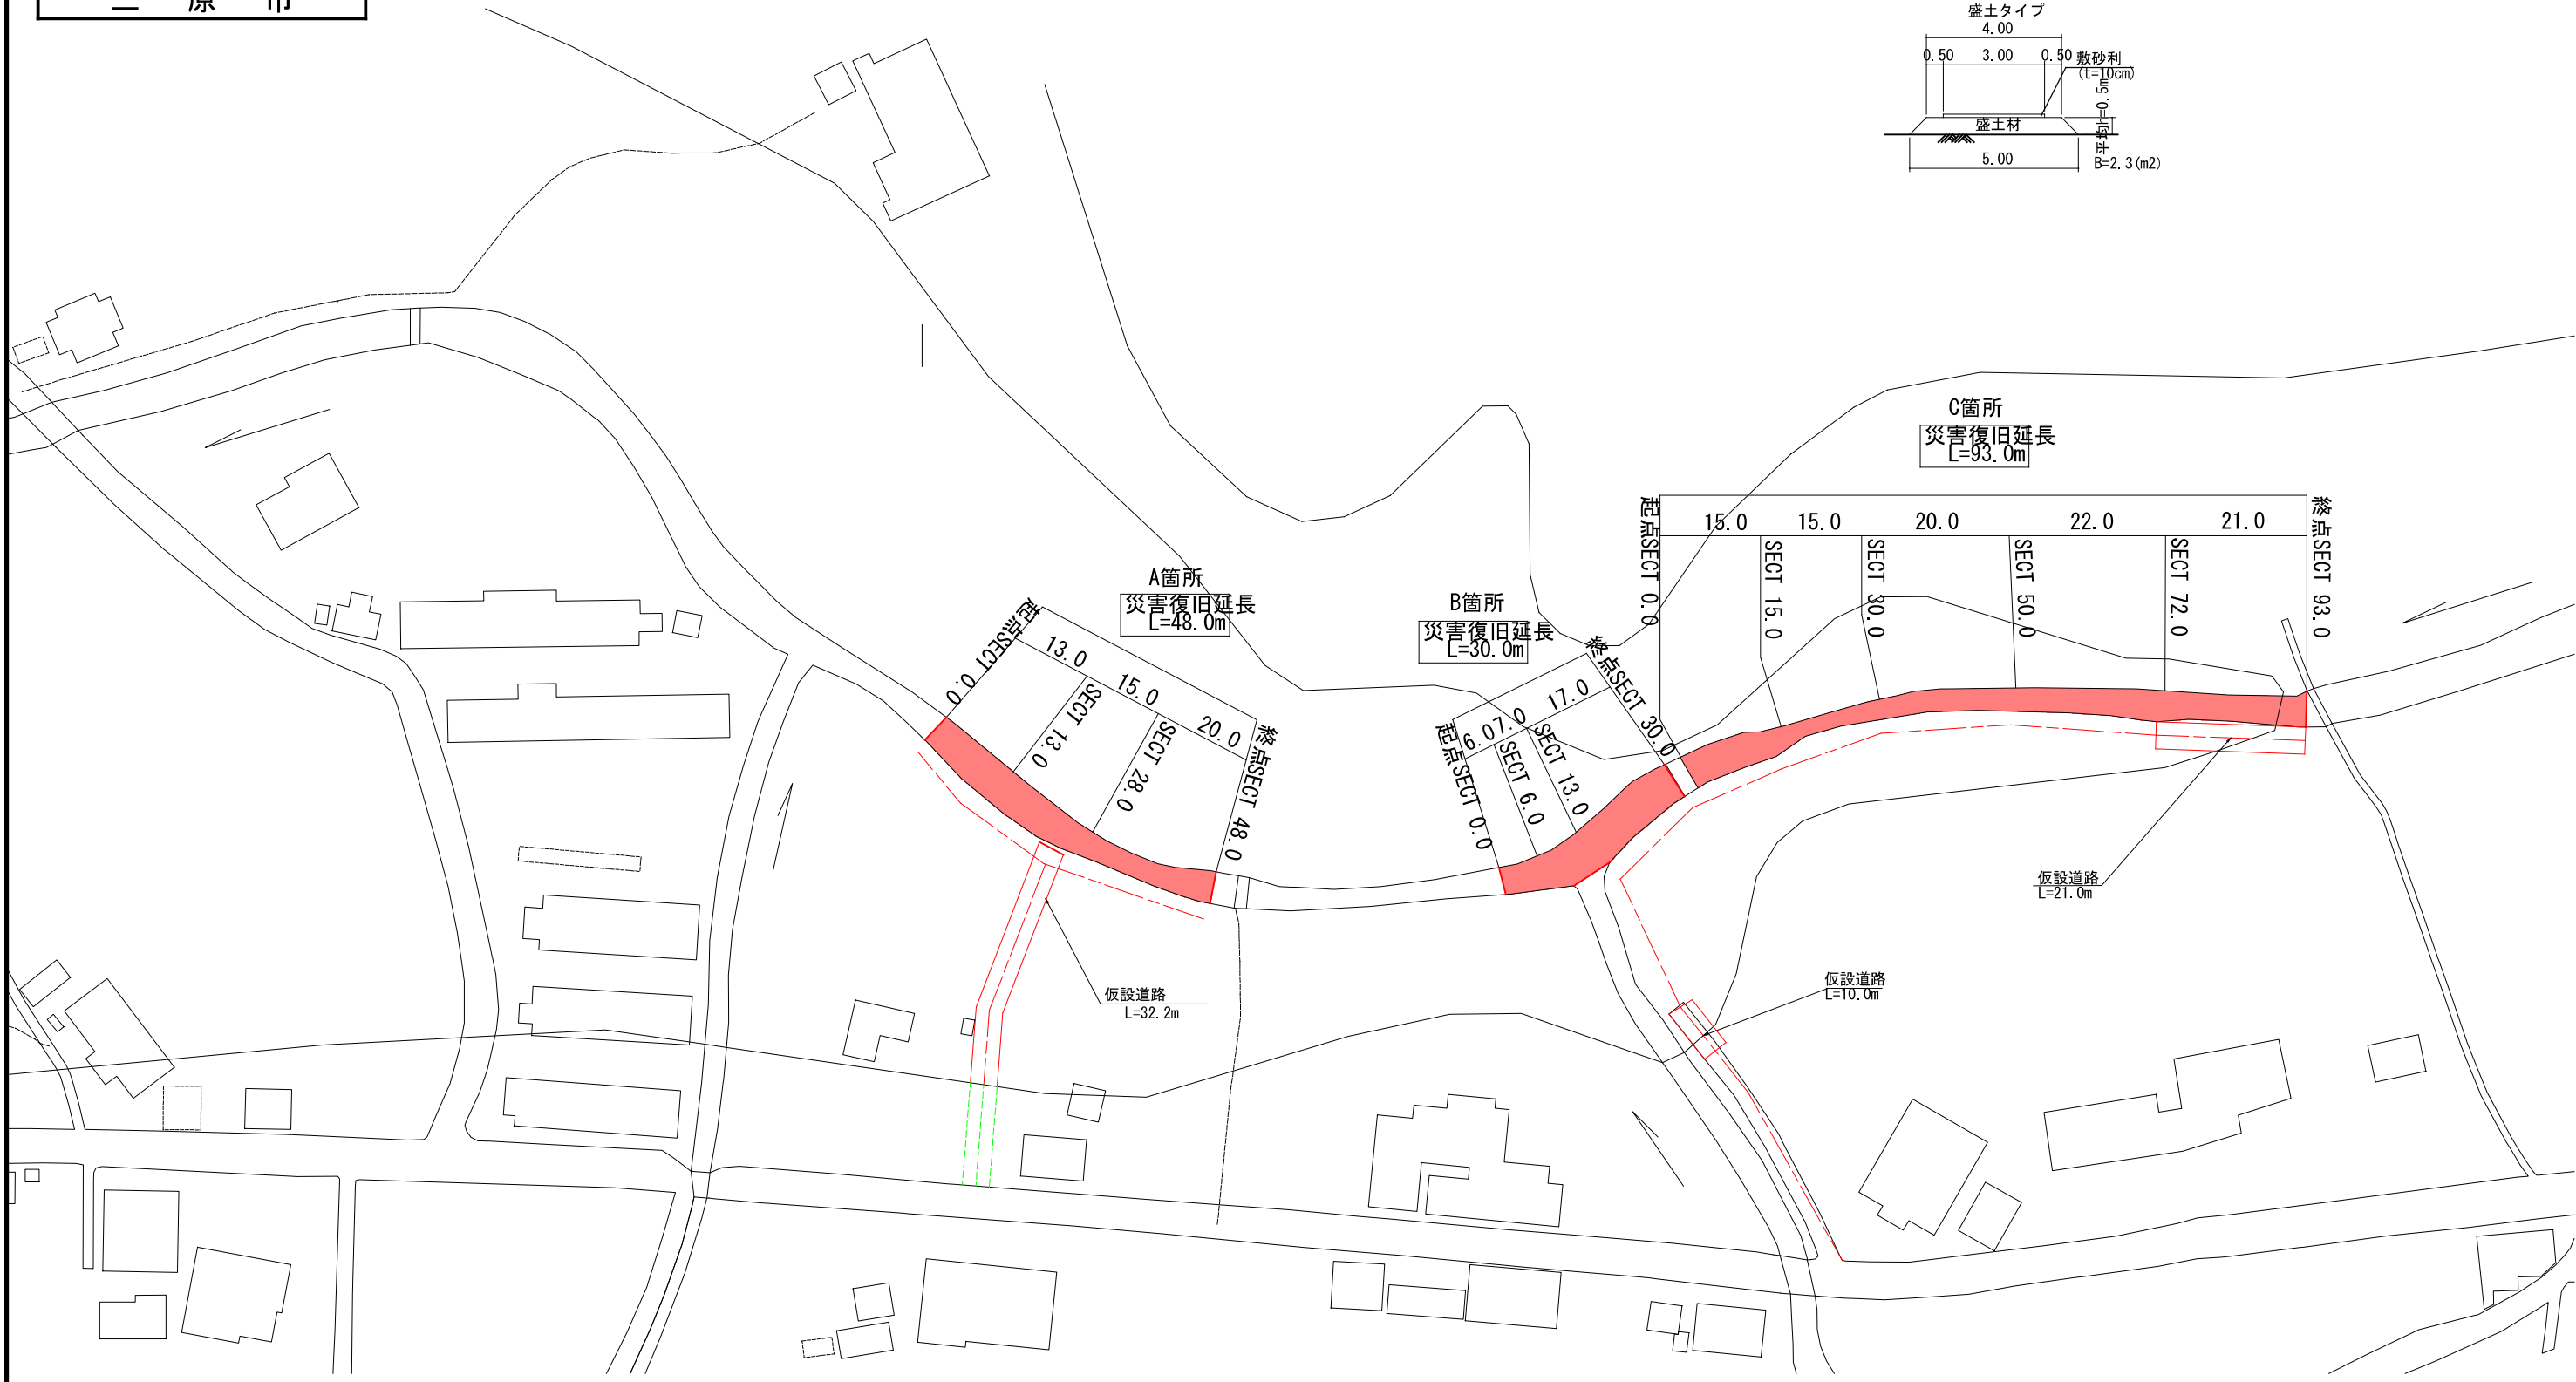 三原市
盛土タイプ
4.00
0.50 3.00 0.50
敷砂利
(t=10cm)
盛土材
平均h=0.5m
5.00
B=2.3(m2)
C箇所
災害復旧延長
L=93.0m
起点SECT 0.0
15.0 15.0 20.0 22.0 21.0
SECT 15.0
SECT 30.0
SECT 50.0
SECT 72.0
終点SECT 93.0
A箇所
災害復旧延長
L=48.0m
起点SECT 0.0
13.0 15.0 20.0
SECT 13.0
SECT 28.0
終点SECT 48.0
B箇所
災害復旧延長
L=30.0m
起点SECT 0.0
6.0 7.0 17.0
SECT 6.0
SECT 13.0
終点SECT 30.0
仮設道路
L=21.0m
仮設道路
L=10.0m
仮設道路
L=32.2m